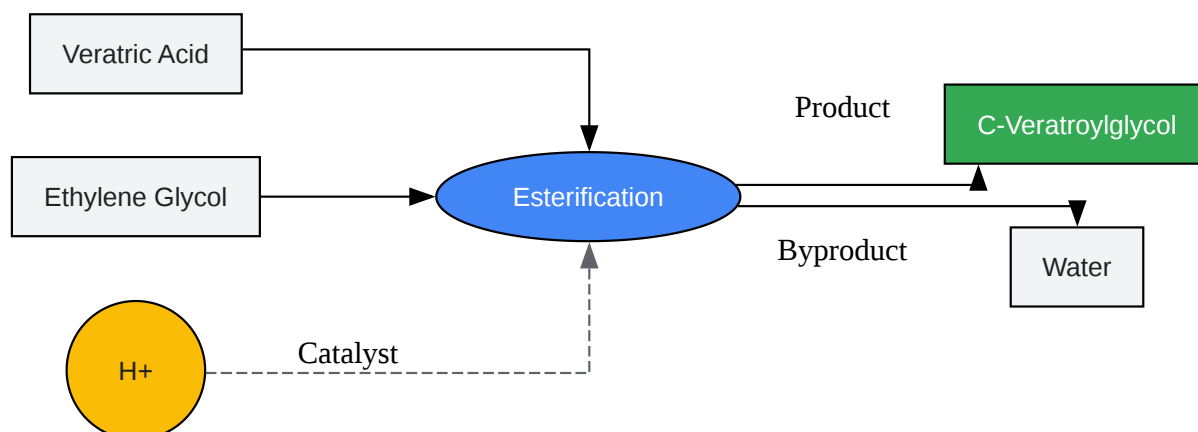 Veratric Acid
Product
C-Veratroylglycol
Ethylene Glycol
Esterification
Byproduct
Water
Catalyst
H+